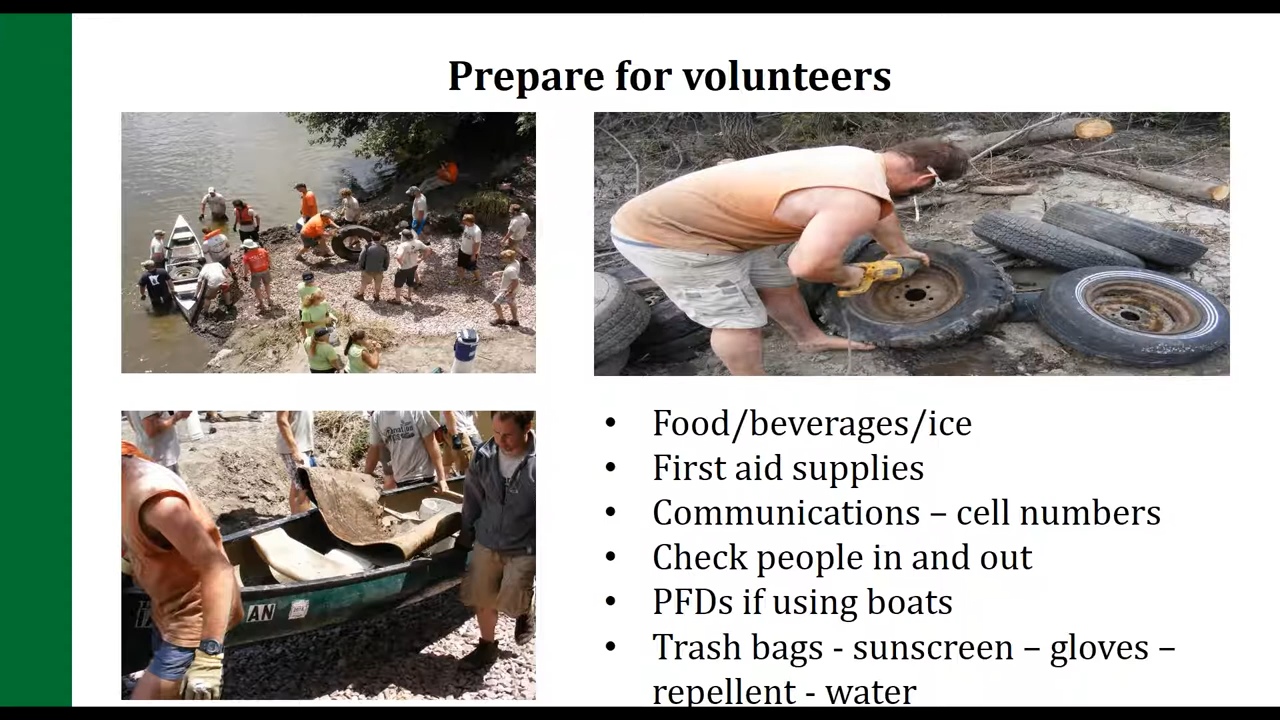 Prepare for volunteers
AN
• Food/beverages/ice
• First aid supplies
• Communications – cell numbers
• Check people in and out
• PFDs if using boats
• Trash bags - sunscreen – gloves –
repellent - water